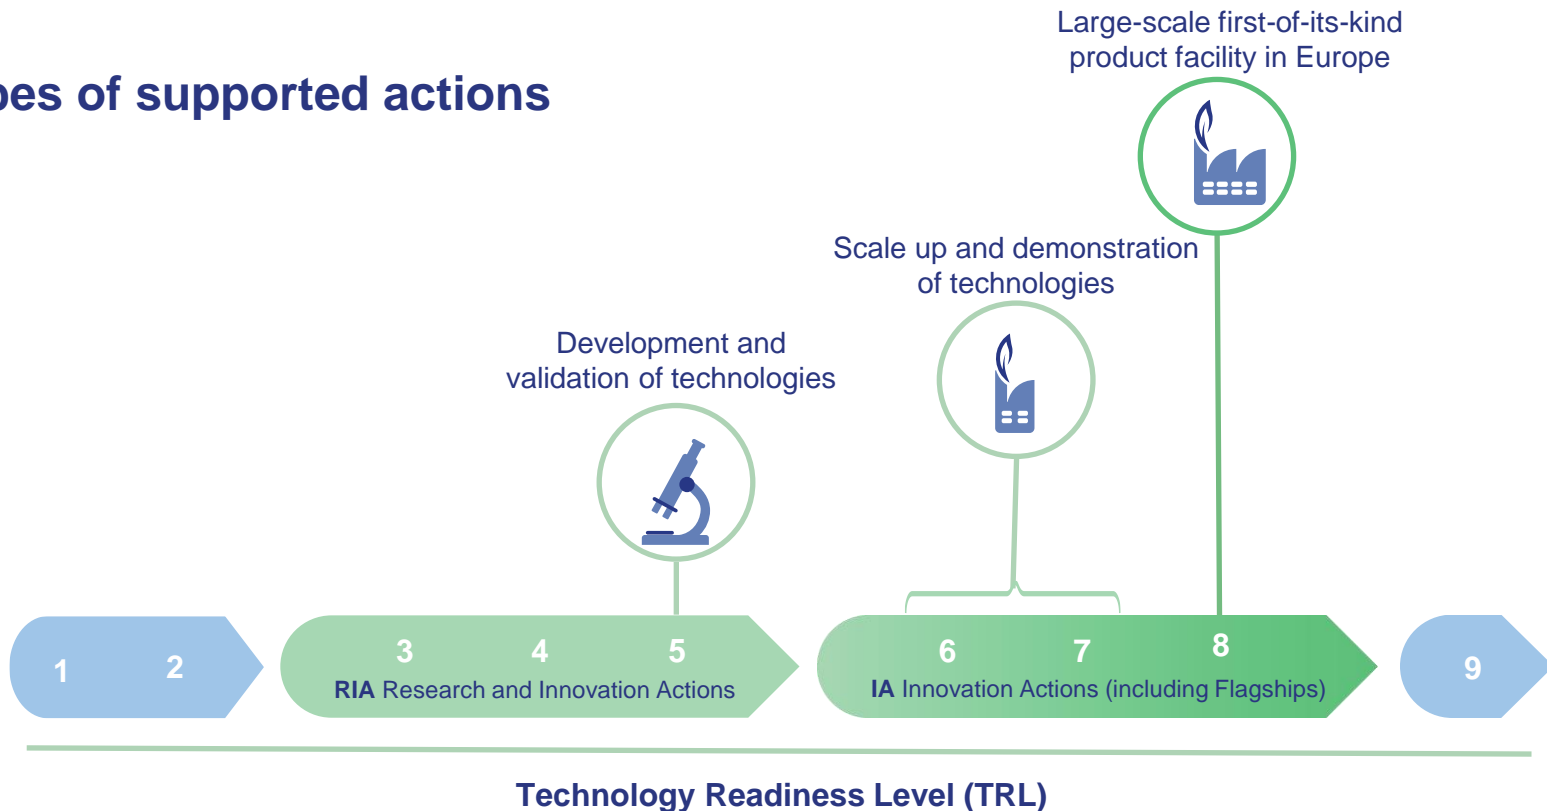 pes of supported actions
Large-scale first-of-its-kind
product facility in Europe
Scale up and demonstration
of technologies
Development and
validation of technologies
1 2 3 4 5 6 7 8 9
RIA Research and Innovation Actions
IA Innovation Actions (including Flagships)
Technology Readiness Level (TRL)